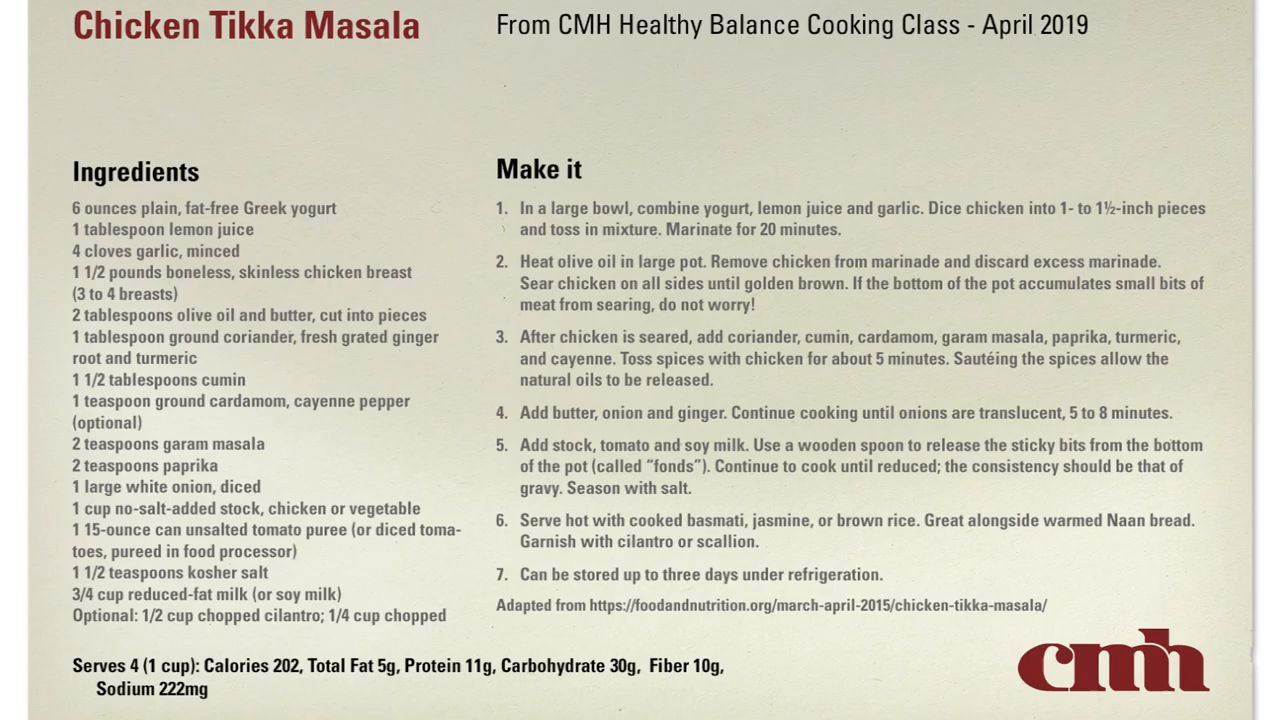 Chicken Tikka Masala
From CMH Healthy Balance Cooking Class - April 2019
Ingredients
6 ounces plain, fat-free Greek yogurt
1 tablespoon lemon juice
4 cloves garlic, minced
1 1/2 pounds boneless, skinless chicken breast
(3 to 4 breasts)
2 tablespoons olive oil and butter, cut into pieces
1 tablespoon ground coriander, fresh grated ginger
root and turmeric
1 1/2 tablespoons cumin
1 teaspoon ground cardamom, cayenne pepper
(optional)
2 teaspoons garam masala
2 teaspoons paprika
1 large white onion, diced
1 cup no-salt-added stock, chicken or vegetable
1 15-ounce can unsalted tomato puree (or diced toma-
toes, pureed in food processor)
1 1/2 teaspoons kosher salt
3/4 cup reduced-fat milk (or soy milk)
Optional: 1/2 cup chopped cilantro; 1/4 cup chopped
Make it
1. In a large bowl, combine yogurt, lemon juice and garlic. Dice chicken into 1- to 1½-inch pieces
and toss in mixture. Marinate for 20 minutes.
2. Heat olive oil in large pot. Remove chicken from marinade and discard excess marinade.
Sear chicken on all sides until golden brown. If the bottom of the pot accumulates small bits of
meat from searing, do not worry!
3. After chicken is seared, add coriander, cumin, cardamom, garam masala, paprika, turmeric,
and cayenne. Toss spices with chicken for about 5 minutes. Sautéing the spices allow the
natural oils to be released.
4. Add butter, onion and ginger. Continue cooking until onions are translucent, 5 to 8 minutes.
5. Add stock, tomato and soy milk. Use a wooden spoon to release the sticky bits from the bottom
of the pot (called “fonds”). Continue to cook until reduced; the consistency should be that of
gravy. Season with salt.
6. Serve hot with cooked basmati, jasmine, or brown rice. Great alongside warmed Naan bread.
Garnish with cilantro or scallion.
7. Can be stored up to three days under refrigeration.
Adapted from https://foodandnutrition.org/march-april-2015/chicken-tikka-masala/
Serves 4 (1 cup): Calories 202, Total Fat 5g, Protein 11g, Carbohydrate 30g, Fiber 10g,
Sodium 222mg
cmh